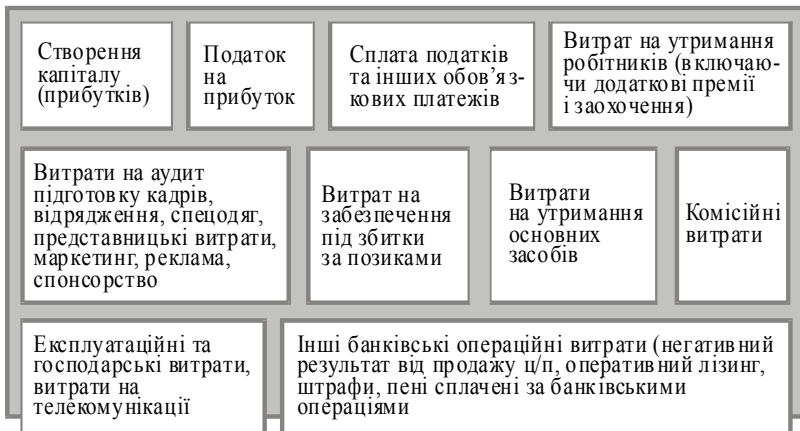 Створення
капіталу
(прибутків)
Податок
на
прибуток
Сплата податків
та інших обов’яз-
кових платежів
Витрат на утримання
робітників (включаю-
чи додаткові премії
і заохочення)
Витрати на аудит
підготовку кадрів,
відрядження, спецодяг,
представницькі витрати,
маркетинг, реклама,
спонсорство
Витрат на
забезпечення
під збитки
за позиками
Витрати
на утримання
основних
засобів
Комісійні
витрати
Експлуатаційні та
господарські витрати,
витрати на
телекомунікації
Інші банківські операційні витрати (негативний
результат від продажу ц/п, оперативний лізинг,
штрафи, пені сплачені за банківськими
операціями